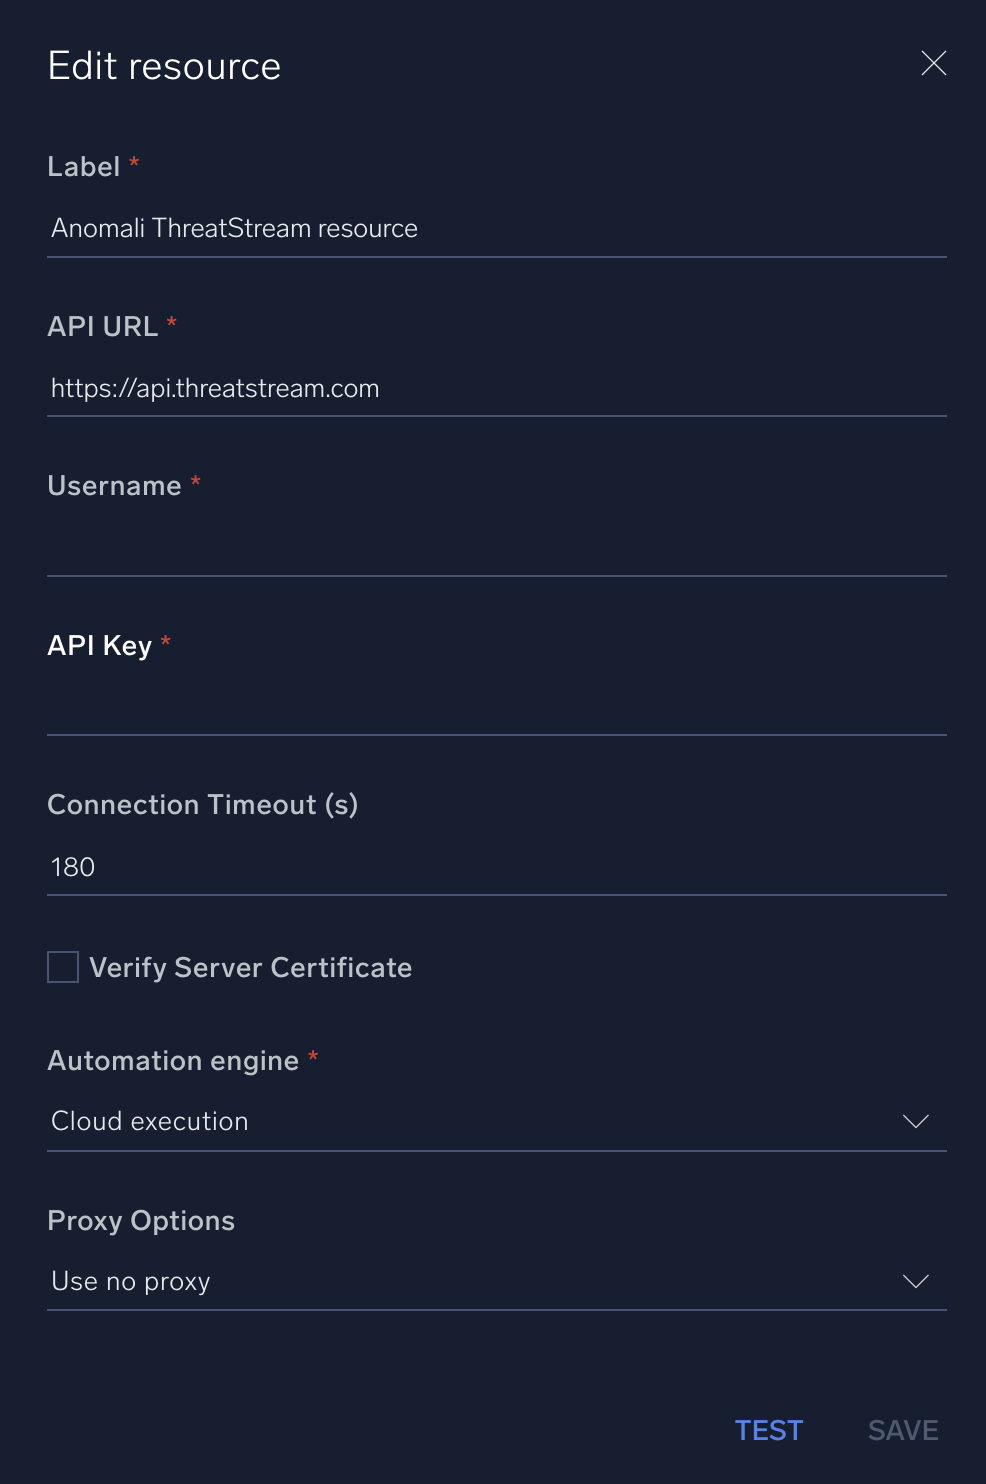 Edit resource
Label *
Anomali ThreatStream resource
API URL *
https://api.threatstream.com
Username *
API Key *
Connection Timeout (s)
180
Verify Server Certificate
Automation engine *
Cloud execution
Proxy Options
Use no proxy
TEST SAVE